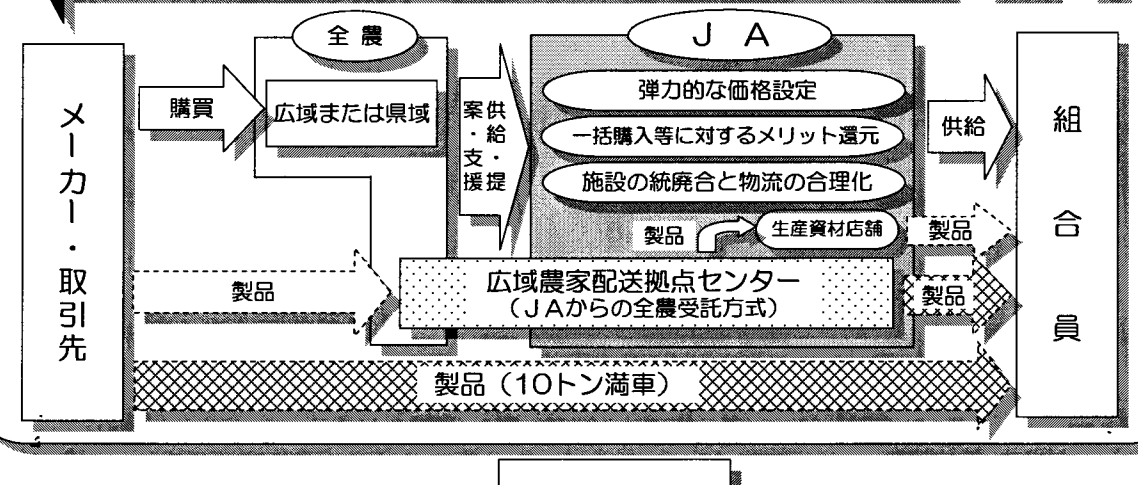 全農
JA
メーカー・取引先
購買
広域または県域
供給・提案・支援
弾力的な価格設定
一括購入等に対するメリット還元
施設の統廃合と物流の合理化
供給
組合員
製品
生産資材店舗
製品
製品
広域農家配送拠点センター
(JAからの全農受託方式)
製品
製品(10トン満車)